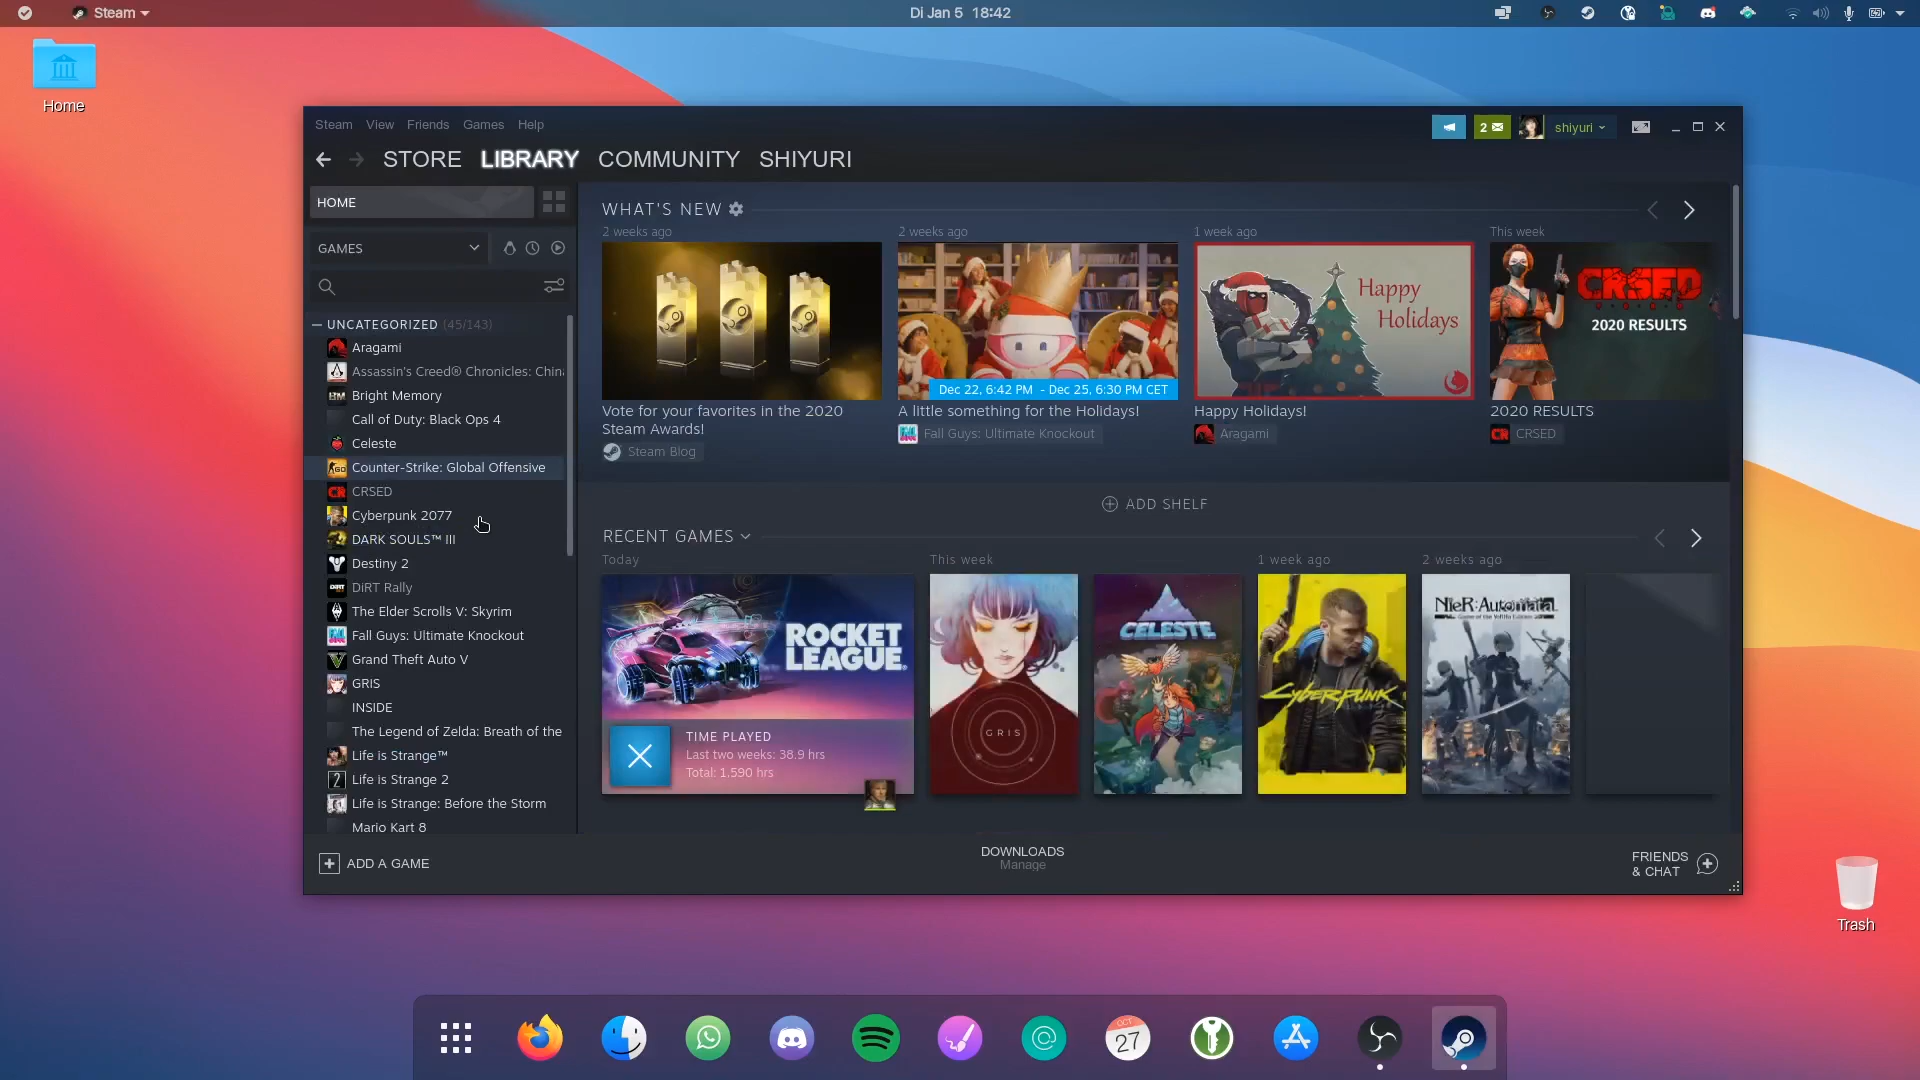 Steam
Di Jan 5 18:42
Home
Steam View Friends Games Help
2
shiyuri
STORE LIBRARY COMMUNITY SHIYURI
HOME
GAMES
UNCATEGORIZED (45/143)
Aragami
Assassin's Creed® Chronicles: Chin
Bright Memory
Call of Duty: Black Ops 4
Celeste
Counter-Strike: Global Offensive
CRSED
Cyberpunk 2077
DARK SOULS™ III
Destiny 2
DiRT Rally
The Elder Scrolls V: Skyrim
Fall Guys: Ultimate Knockout
Grand Theft Auto V
GRIS
INSIDE
The Legend of Zelda: Breath of the
Life is Strange™
Life is Strange 2
Life is Strange: Before the Storm
Mario Kart 8
ADD A GAME
WHAT'S NEW
2 weeks ago
Vote for your favorites in the 2020
Steam Awards!
Steam Blog
2 weeks ago
Dec 22, 6:42 PM - Dec 25, 6:30 PM CET
A little something for the Holidays!
Fall Guys: Ultimate Knockout
1 week ago
Happy
Holidays!
Happy Holidays!
Aragami
This week
CRSED
2020 RESULTS
2020 RESULTS
CRSED
ADD SHELF
RECENT GAMES
Today
ROCKET
LEAGUE
TIME PLAYED
Last two weeks: 38.9 hrs
Total: 1,590 hrs
This week
GRIS
CELESTE
1 week ago
CYBERPUNK
2 weeks ago
NieR:Automata
DOWNLOADS
Manage
FRIENDS
& CHAT
Trash
OCT
27